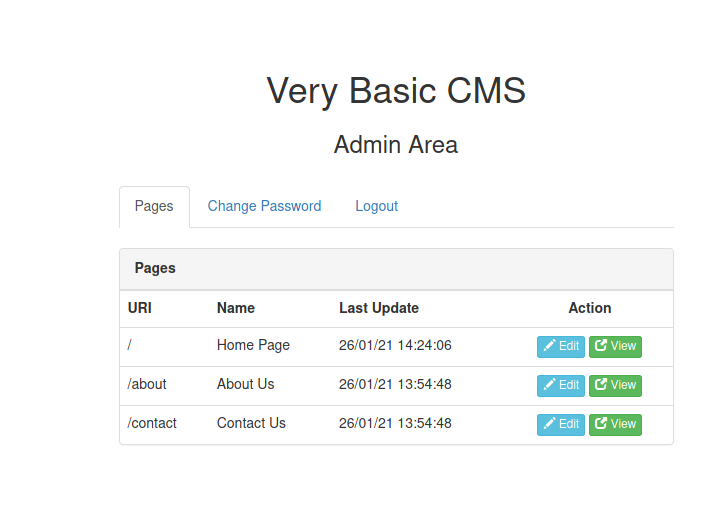 Very Basic CMS
Admin Area
Pages Change Password Logout
Pages
URI Name Last Update Action
/ Home Page 26/01/21 14:24:06 Edit View
/about About Us 26/01/21 13:54:48 Edit View
/contact Contact Us 26/01/21 13:54:48 Edit View